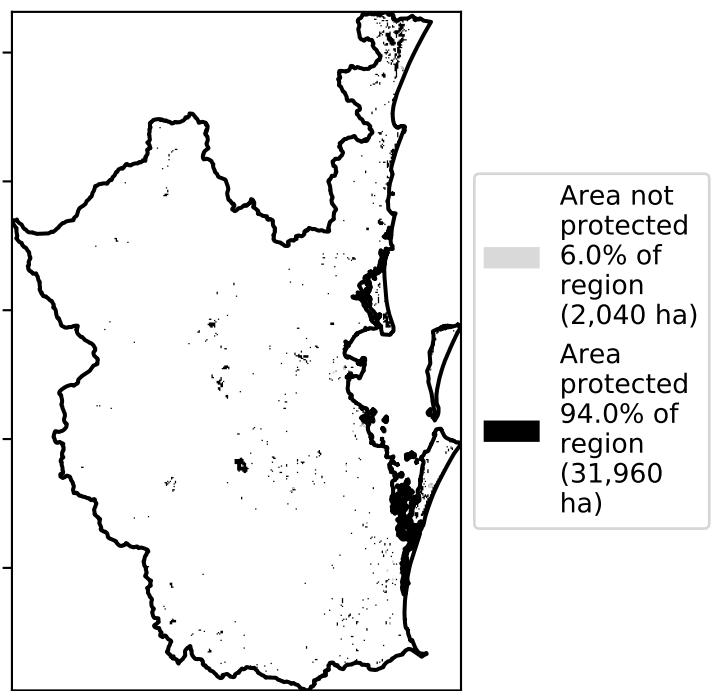 Area not
protected
6.0% of
region
(2,040 ha)
Area
protected
94.0% of
region
(31,960
ha)